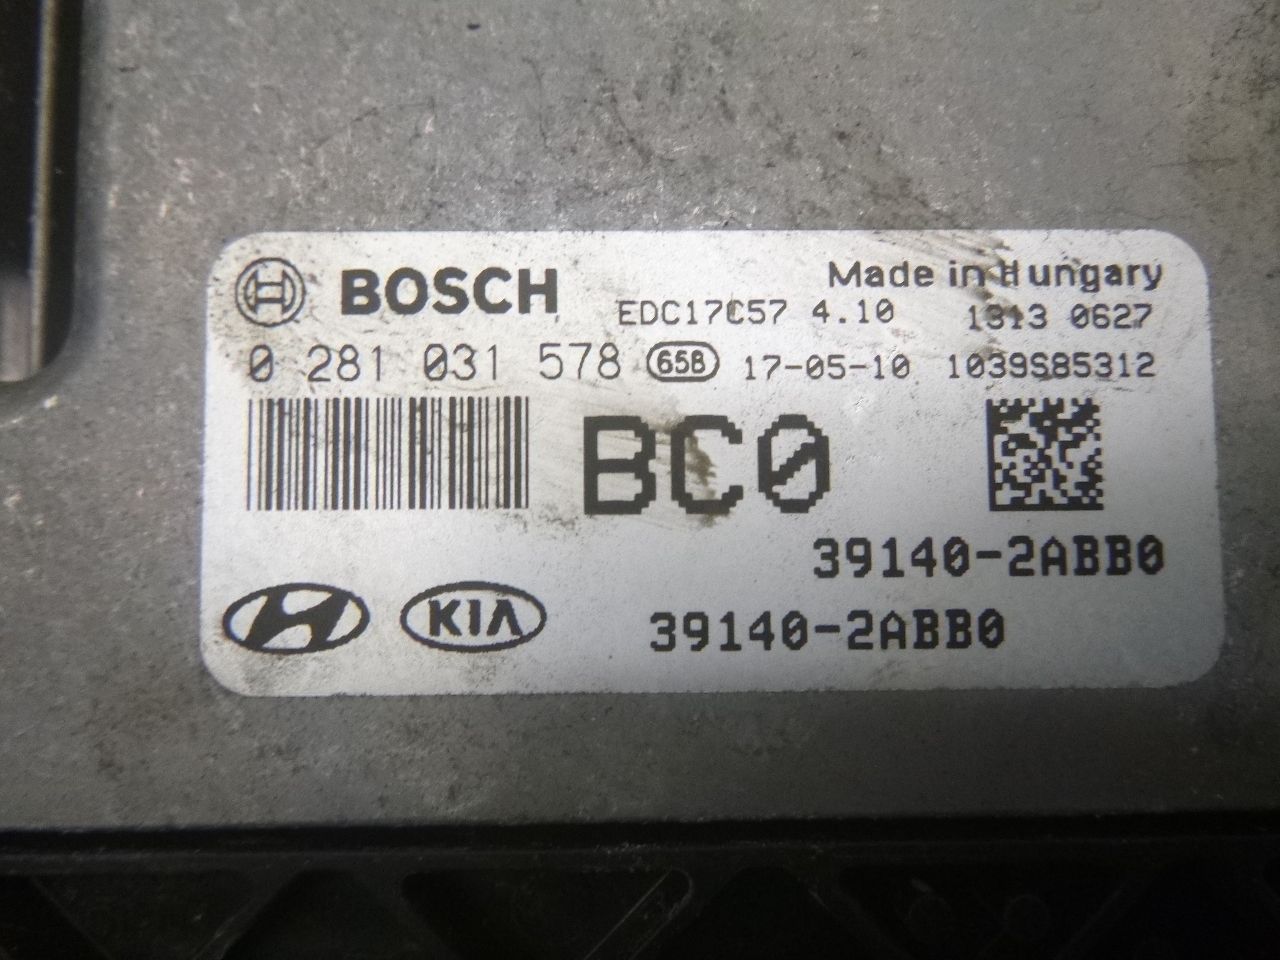 BOSCH
Made in Hungary
EDC17C57 4.10 1313 0627
0 281 031 578 65B 17-05-10 1039S85312
BC0
39140-2ABB0
KIA 39140-2ABB0